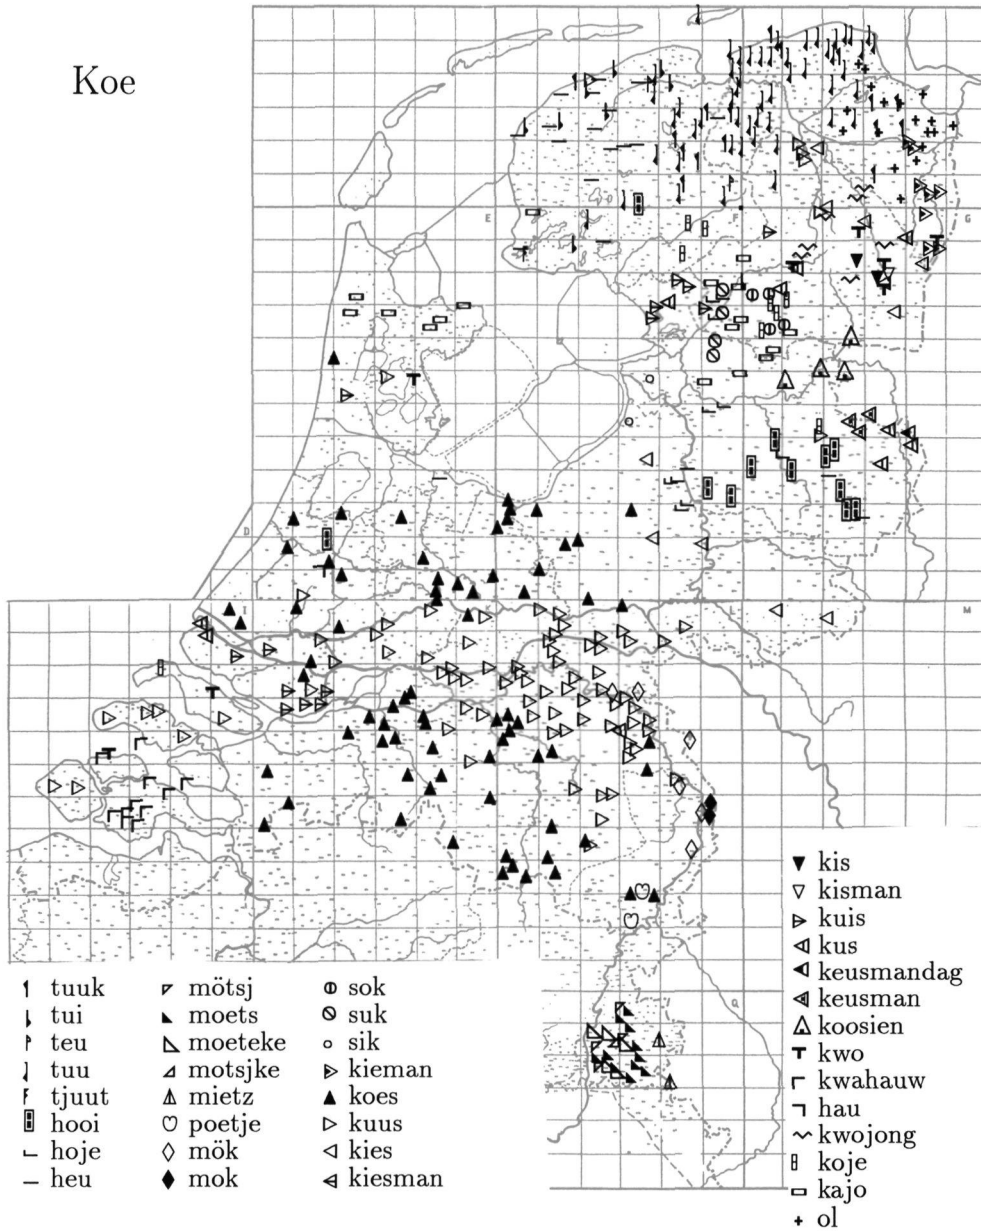 Koe
E
F
G
D
I
L
M
Q
tuuk
tui
teu
tuu
tjuut
hooi
hoje
heu
mötsj
moets
moeteke
motsjke
mietz
poetje
mök
mok
sok
suk
sik
kieman
koes
kuus
kies
kiesman
kis
kisman
kuis
kus
keusmandag
keusman
koosien
kwo
kwahauw
hau
kwojong
koje
kajo
ol